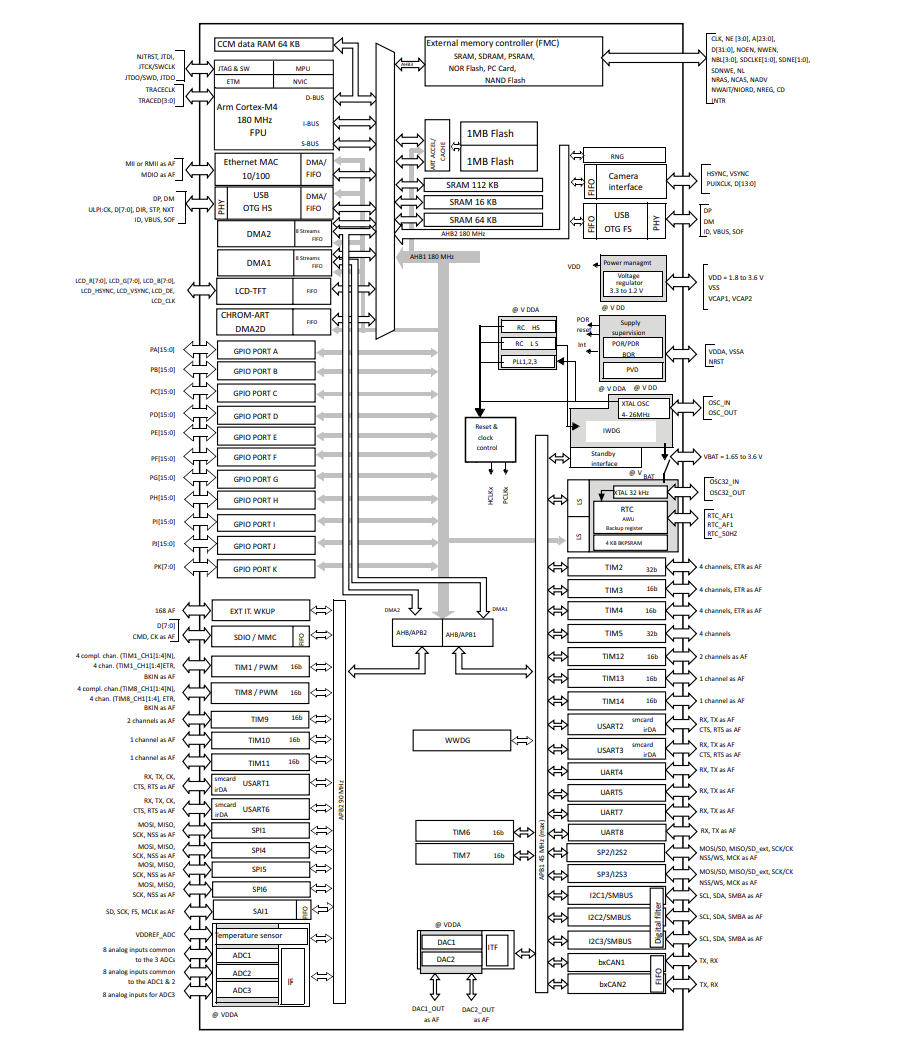 CCM data RAM 64 KB
External memory controller (FMC)
SRAM, SDRAM, PSRAM,
NOR Flash, PC Card,
NAND Flash
AHB3
CLK, NE [3:0], A[23:0],
D[31:0], NOEN, NWEN,
NBL[3:0], SDCLKE[1:0], SDNE[1:0],
SDNWE, NL
NRAS, NCAS, NADV
NWAIT/NIORD, NREG, CD
INTR
NJTRST, JTDI,
JTCK/SWCLK
JTDO/SWD, JTDO
TRACECLK
TRACED[3:0]
JTAG & SW
MPU
ETM
NVIC
Arm Cortex-M4
180 MHz
FPU
D-BUS
I-BUS
S-BUS
ART ACCEL/
CACHE
1MB Flash
1MB Flash
SRAM 112 KB
SRAM 16 KB
SRAM 64 KB
AHB2 180 MHz
AHB1 180 MHz
RNG
FIFO
Camera
interface
HSYNC, VSYNC
PUIXCLK, D[13:0]
FIFO
USB
OTG FS
PHY
DP
DM
ID, VBUS, SOF
MII or RMII as AF
MDIO as AF
Ethernet MAC
10/100
DMA/
FIFO
DP, DM
ULPI:CK, D[7:0], DIR, STP, NXT
ID, VBUS, SOF
PHY
USB
OTG HS
DMA/
FIFO
DMA2
8 Streams
FIFO
DMA1
8 Streams
FIFO
LCD_R[7:0], LCD_G[7:0], LCD_B[7:0],
LCD_HSYNC, LCD_VSYNC, LCD_DE,
LCD_CLK
LCD-TFT
FIFO
CHROM-ART
DMA2D
FIFO
VDD
Power managmt
Voltage
regulator
3.3 to 1.2 V
VDD = 1.8 to 3.6 V
VSS
VCAP1, VCAP2
@ V DD
@ V DDA
RC HS
RC L S
PLL1,2,3
POR
reset
Int
Supply
supervision
POR/PDR
BOR
PVD
VDDA, VSSA
NRST
@ V DDA
@ V DD
XTAL OSC
4- 26MHz
IWDG
OSC_IN
OSC_OUT
Standby
interface
VBAT = 1.65 to 3.6 V
@ V BAT
Reset &
clock
control
HCLKx
PCLKx
LS
LS
XTAL 32 kHz
RTC
AWU
Backup register
4 KB BKPSRAM
OSC32_IN
OSC32_OUT
RTC_AF1
RTC_AF1
RTC_50HZ
PA[15:0]
GPIO PORT A
PB[15:0]
GPIO PORT B
PC[15:0]
GPIO PORT C
PD[15:0]
GPIO PORT D
PE[15:0]
GPIO PORT E
PF[15:0]
GPIO PORT F
PG[15:0]
GPIO PORT G
PH[15:0]
GPIO PORT H
PI[15:0]
GPIO PORT I
PJ[15:0]
GPIO PORT J
PK[7:0]
GPIO PORT K
DMA2
DMA1
AHB/APB2
AHB/APB1
168 AF
EXT IT. WKUP
D[7:0]
CMD, CK as AF
SDIO / MMC
FIFO
4 compl. chan. (TIM1_CH1[1:4]N),
4 chan. (TIM1_CH1[1:4]ETR,
BKIN as AF
TIM1 / PWM
16b
4 compl.chan.(TIM8_CH1[1:4]N),
4 chan. (TIM8_CH1[1:4], ETR,
BKIN as AF
TIM8 / PWM
16b
2 channels as AF
TIM9
16b
1 channel as AF
TIM10
16b
1 channel as AF
TIM11
16b
RX, TX, CK,
CTS, RTS as AF
smcard
irDA
USART1
RX, TX, CK,
CTS, RTS as AF
smcard
irDA
USART6
MOSI, MISO,
SCK, NSS as AF
SPI1
MOSI, MISO,
SCK, NSS as AF
SPI4
MOSI, MISO,
SCK, NSS as AF
SPI5
MOSI, MISO,
SCK, NSS as AF
SPI6
SD, SCK, FS, MCLK as AF
SAI1
FIFO
VDDREF_ADC
Temperature sensor
8 analog inputs common
to the 3 ADCs
ADC1
8 analog inputs common
to the ADC1 & 2
ADC2
8 analog inputs for ADC3
ADC3
IF
@ VDDA
APB2 90 MHz
WWDG
TIM6
16b
TIM7
16b
@ VDDA
DAC1
DAC2
ITF
DAC1_OUT
as AF
DAC2_OUT
as AF
APB1 45 MHz (max)
TIM2
32b
4 channels, ETR as AF
TIM3
16b
4 channels, ETR as AF
TIM4
16b
4 channels, ETR as AF
TIM5
32b
4 channels
TIM12
16b
2 channels as AF
TIM13
16b
1 channel as AF
TIM14
16b
1 channel as AF
USART2
smcard
irDA
RX, TX as AF
CTS, RTS as AF
USART3
smcard
irDA
RX, TX as AF
CTS, RTS as AF
UART4
RX, TX as AF
UART5
RX, TX as AF
UART7
RX, TX as AF
UART8
RX, TX as AF
SP2/I2S2
MOSI/SD, MISO/SD_ext, SCK/CK
NSS/WS, MCK as AF
SP3/I2S3
MOSI/SD, MISO/SD_ext, SCK/CK
NSS/WS, MCK as AF
I2C1/SMBUS
SCL, SDA, SMBA as AF
I2C2/SMBUS
SCL, SDA, SMBA as AF
I2C3/SMBUS
SCL, SDA, SMBA as AF
Digital filter
bxCAN1
TX, RX
bxCAN2
TX, RX
FIFO